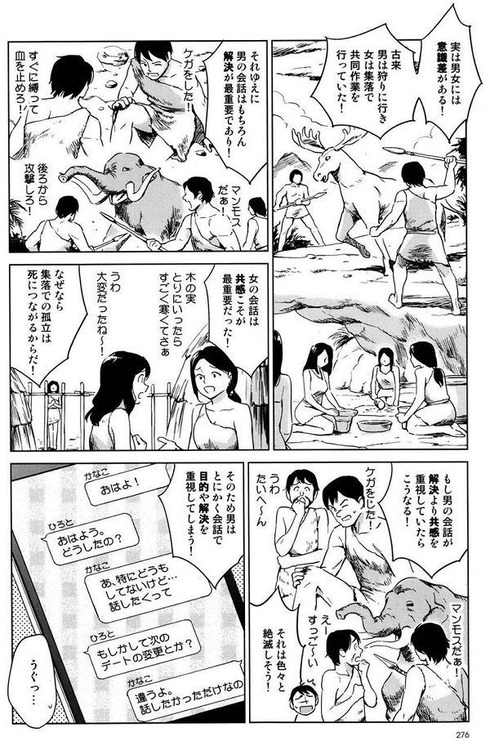 実は男女には
意識差がある!
古来
男は狩りに行き
女は集落で
共同作業を
行っていた!
それゆえに
男の会話はもちろん
解決が最重要であり!
ケガをした!
すぐに縛って
血を止めろ!
マンモス
だぁ!
後ろから
攻撃しろ!
女の会話は
共感こそが
最重要だった!
木の実
とりにいったら
すごく寒くてさぁ
うわ
大変だったね〜!
なぜなら
集落での孤立は
死につながるからだ!
もし男の会話が
解決より共感を
重視していたら
こうなる!
ケガをした!
うわ
たいへ〜ん
マンモスだぁ!
えー
すっご〜い
それは色々と
絶滅しそう!
そのため男は
とにかく会話で
目的や解決を
重視してしまう!
かなこ
おはよ!
ひろと
おはよう。
どうしたの?
かなこ
あ、特にどうも
してないけど…
話したくって
ひろと
もしかして次の
デートの変更とか?
かなこ
違うよ。
話したかっただけなの
うぐっ…
276